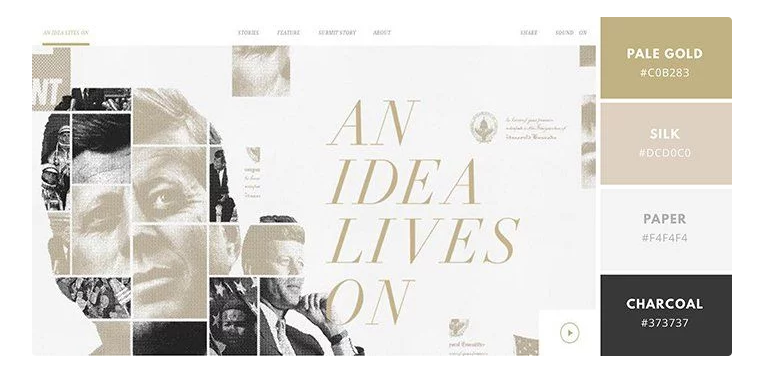 AN IDEA LIVES ON
STORIES FEATURE SUBMIT STORY ABOUT
SHARE SOUND ON
NT
AN
IDEA
LIVES
ON
PALE GOLD
#C0B283
SILK
#DCD0C0
PAPER
#F4F4F4
CHARCOAL
#373737